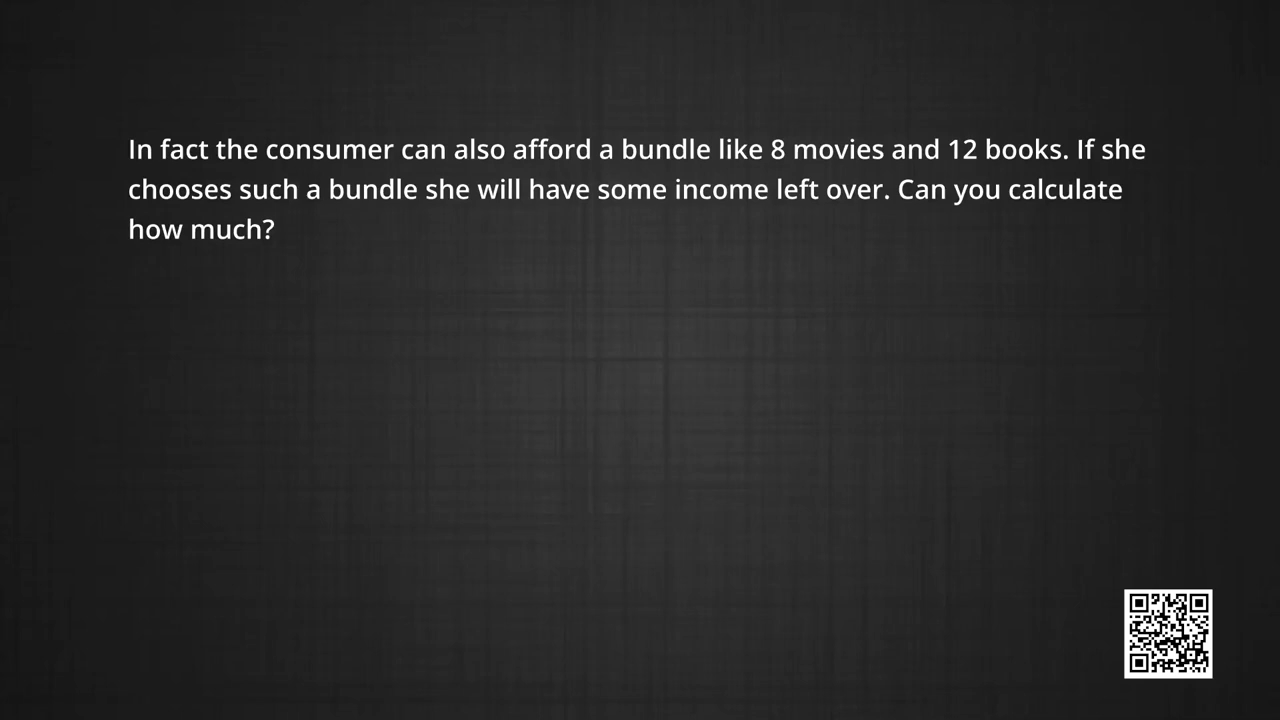 In fact the consumer can also afford a bundle like 8 movies and 12 books. If she
chooses such a bundle she will have some income left over. Can you calculate
how much?